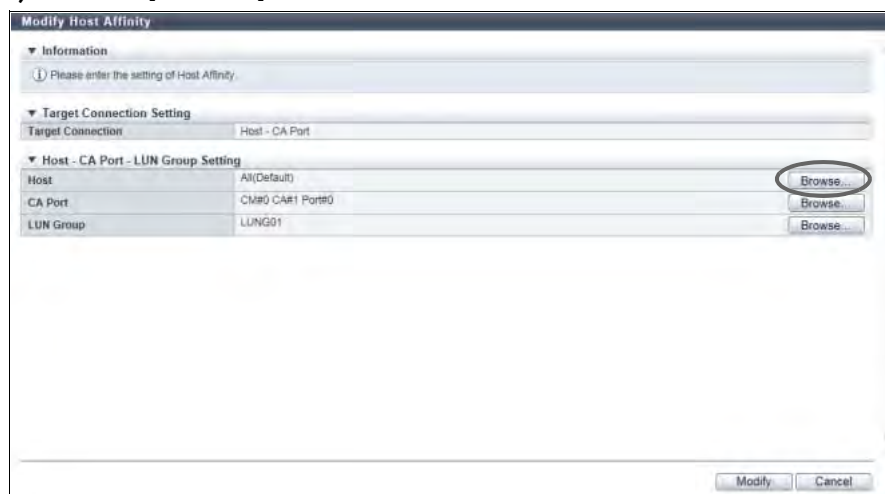 Modify Host Affinity
▼ Information
Please enter the setting of Host Affinity.
▼ Target Connection Setting
Target Connection Host - CA Port
▼ Host - CA Port - LUN Group Setting
Host All(Default) Browse...
CA Port CM#0 CA#1 Port#0 Browse...
LUN Group LUNG01 Browse...
Modify Cancel